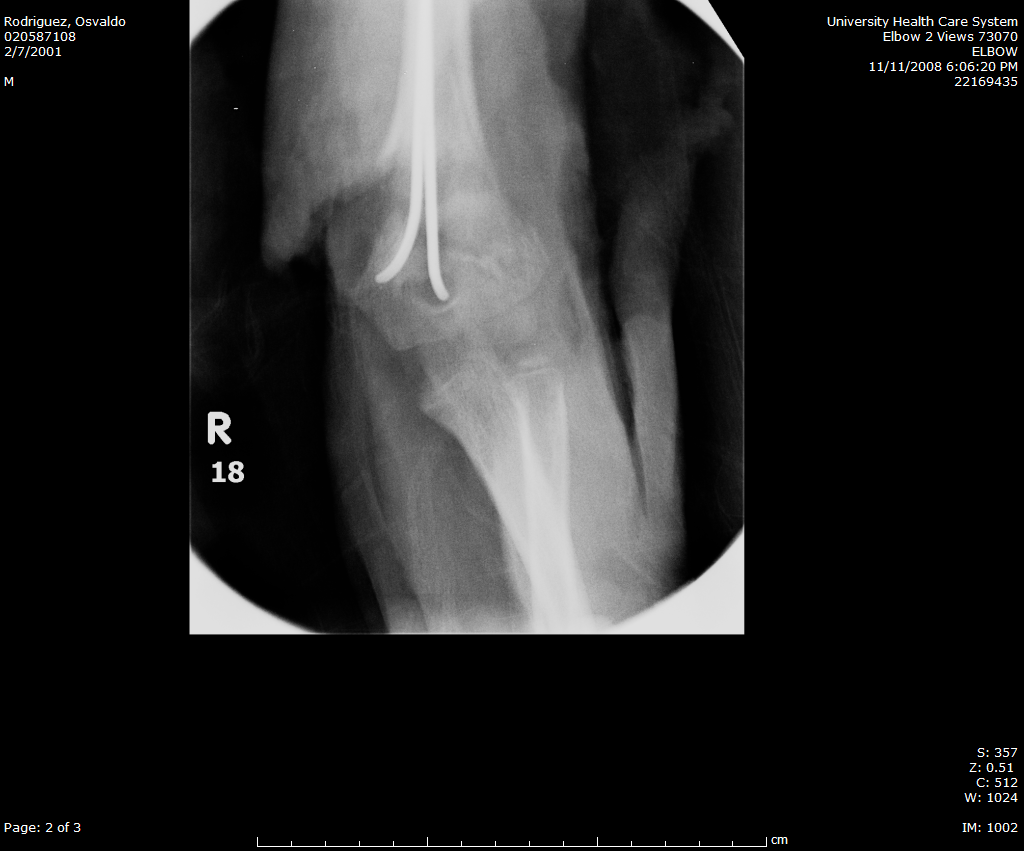 Rodriguez, Osvaldo
020587108
2/7/2001
M
University Health Care System
Elbow 2 Views 73070
ELBOW
11/11/2008 6:06:20 PM
22169435
R
18
S: 357
Z: 0.51
C: 512
W: 1024
Page: 2 of 3
cm
IM: 1002